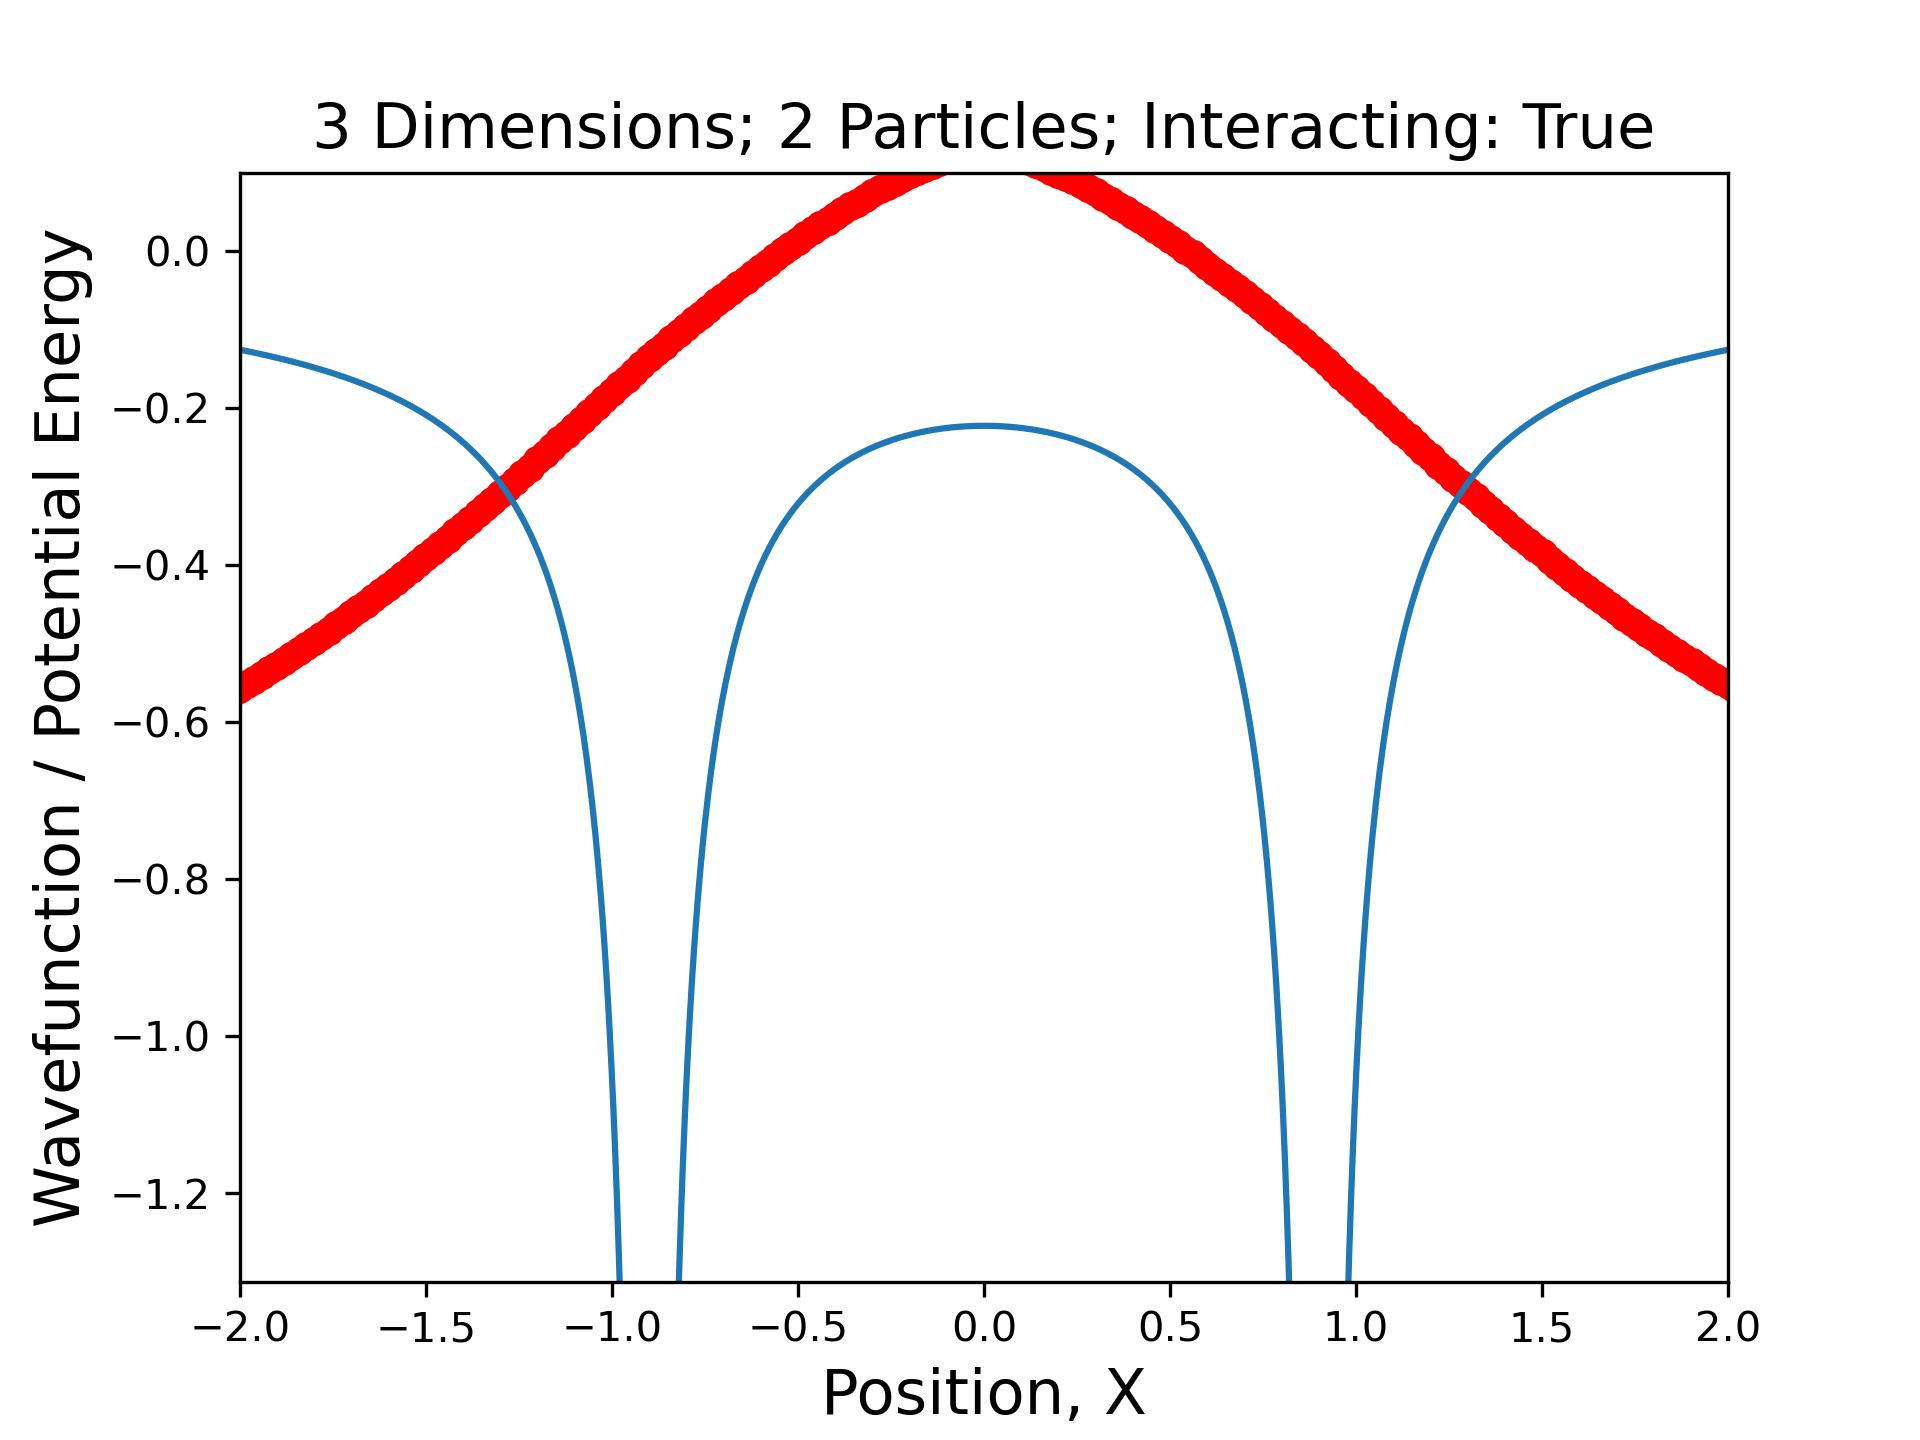 3 Dimensions; 2 Particles; Interacting: True
Wavefunction / Potential Energy
0.0
−0.2
−0.4
−0.6
−0.8
−1.0
−1.2
−2.0 −1.5 −1.0 −0.5 0.0 0.5 1.0 1.5 2.0
Position, X